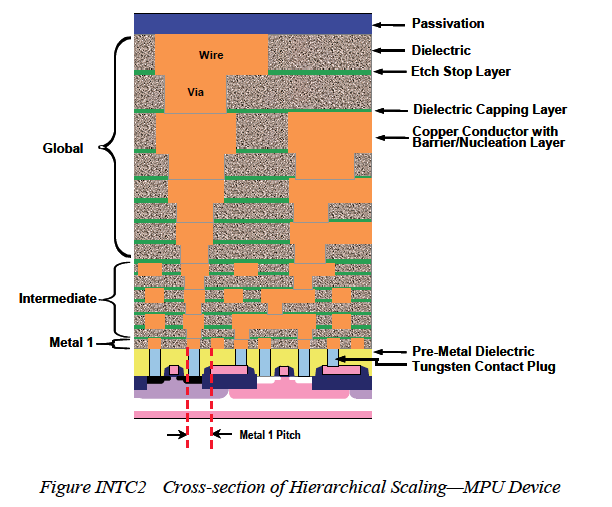 Passivation
Dielectric
Wire
Etch Stop Layer
Via
Dielectric Capping Layer
Copper Conductor with
Barrier/Nucleation Layer
Global
Intermediate
Metal 1
Pre-Metal Dielectric
Tungsten Contact Plug
Metal 1 Pitch
Figure INTC2 Cross-section of Hierarchical Scaling—MPU Device